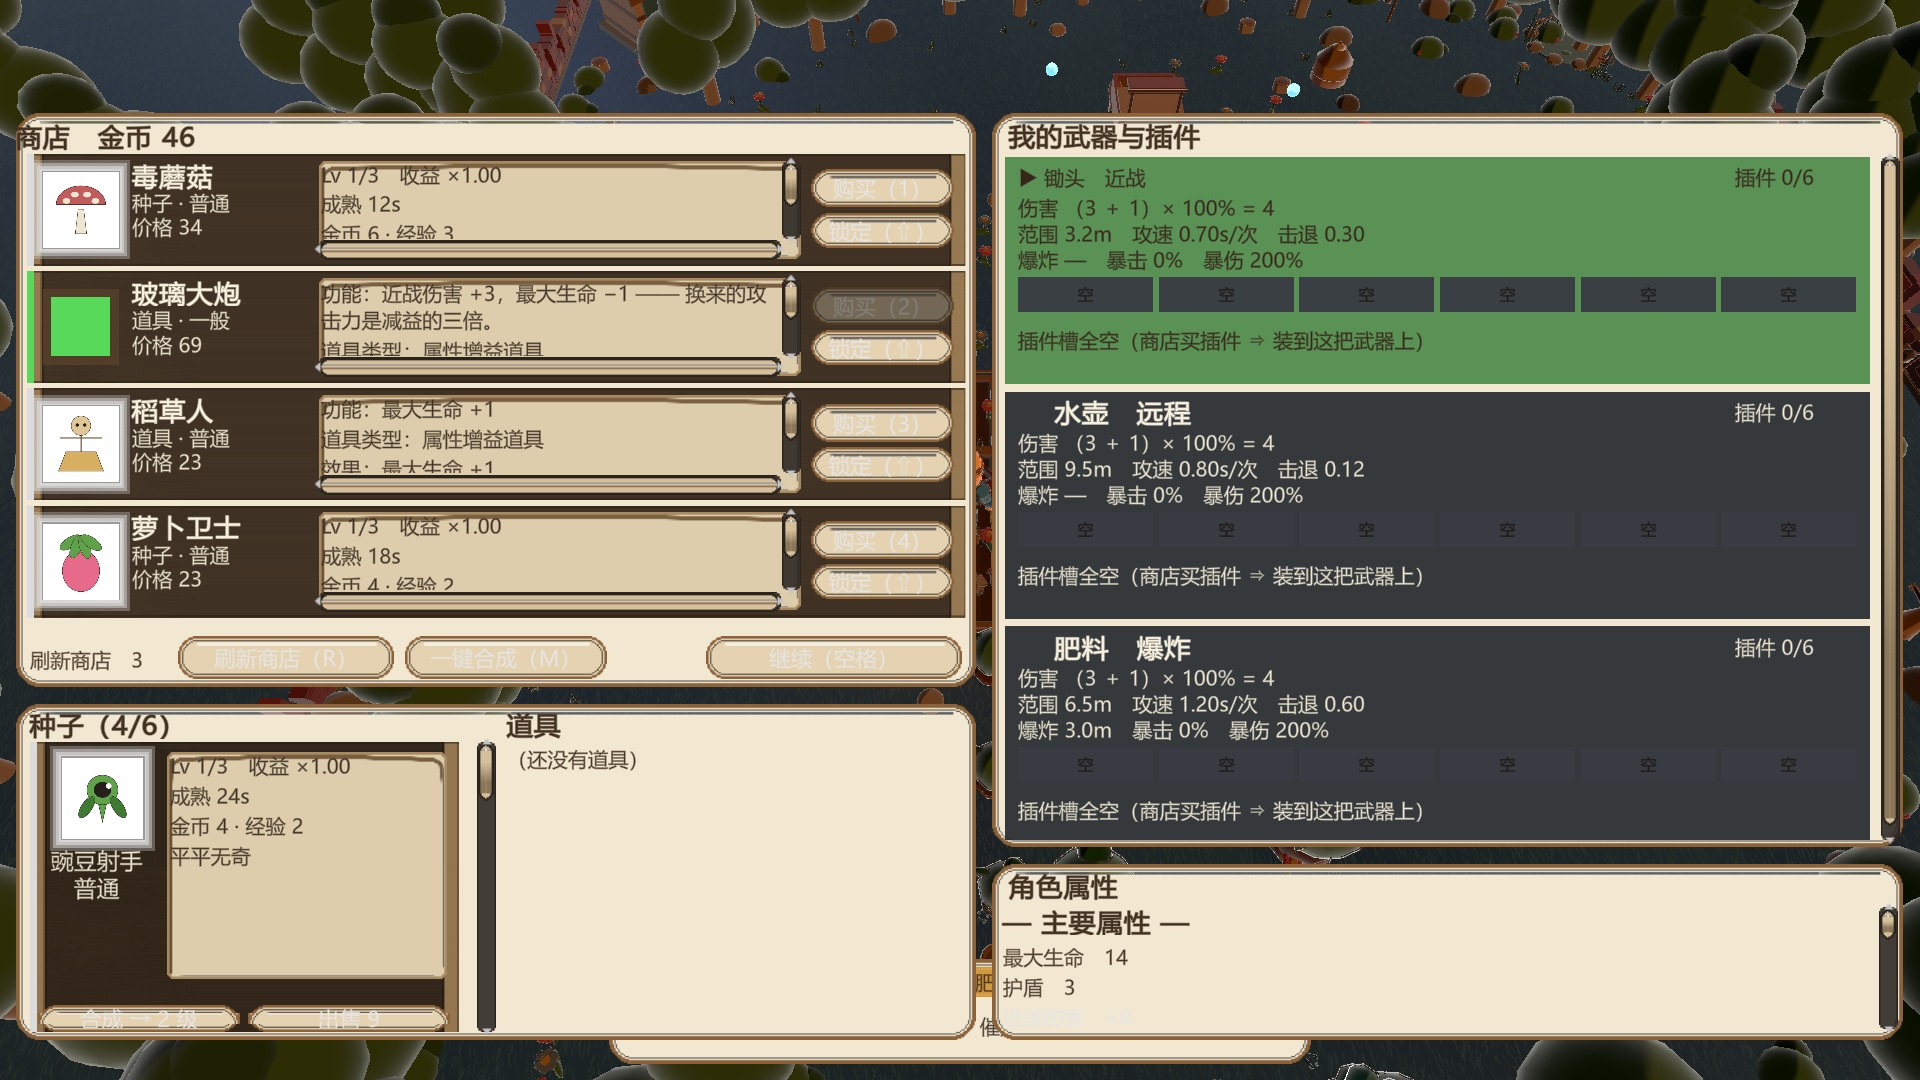 商店 金币 46
毒蘑菇
种子 · 普通
价格 34
Lv 1/3 收益 ×1.00
成熟 12s
金币 6 · 经验 3
购买（1）
锁定（⇧）
玻璃大炮
道具 · 一般
价格 69
功能：近战伤害 +3，最大生命 −1 —— 换来的攻
击力是减益的三倍。
道具类型：属性增益道具
购买（2）
锁定（⇧）
稻草人
道具 · 普通
价格 23
功能：最大生命 +1
道具类型：属性增益道具
效果：最大生命 +1
购买（3）
锁定（⇧）
萝卜卫士
种子 · 普通
价格 23
Lv 1/3 收益 ×1.00
成熟 18s
金币 4 · 经验 2
购买（4）
锁定（⇧）
刷新商店 3
刷新商店（R）
一键合成（M）
继续（空格）
种子（4/6）
豌豆射手
普通
Lv 1/3 收益 ×1.00
成熟 24s
金币 4 · 经验 2
平平无奇
合成 → 2 级
出售 9
道具
（还没有道具）
我的武器与插件
▶ 锄头 近战
插件 0/6
伤害 （3 + 1）× 100% = 4
范围 3.2m 攻速 0.70s/次 击退 0.30
爆炸 — 暴击 0% 暴伤 200%
空 空 空 空 空 空
插件槽全空（商店买插件 ⇒ 装到这把武器上）
水壶 远程
插件 0/6
伤害 （3 + 1）× 100% = 4
范围 9.5m 攻速 0.80s/次 击退 0.12
爆炸 — 暴击 0% 暴伤 200%
空 空 空 空 空 空
插件槽全空（商店买插件 ⇒ 装到这把武器上）
肥料 爆炸
插件 0/6
伤害 （3 + 1）× 100% = 4
范围 6.5m 攻速 1.20s/次 击退 0.60
爆炸 3.0m 暴击 0% 暴伤 200%
空 空 空 空 空 空
插件槽全空（商店买插件 ⇒ 装到这把武器上）
角色属性
— 主要属性 —
最大生命 14
护盾 3
肥
催